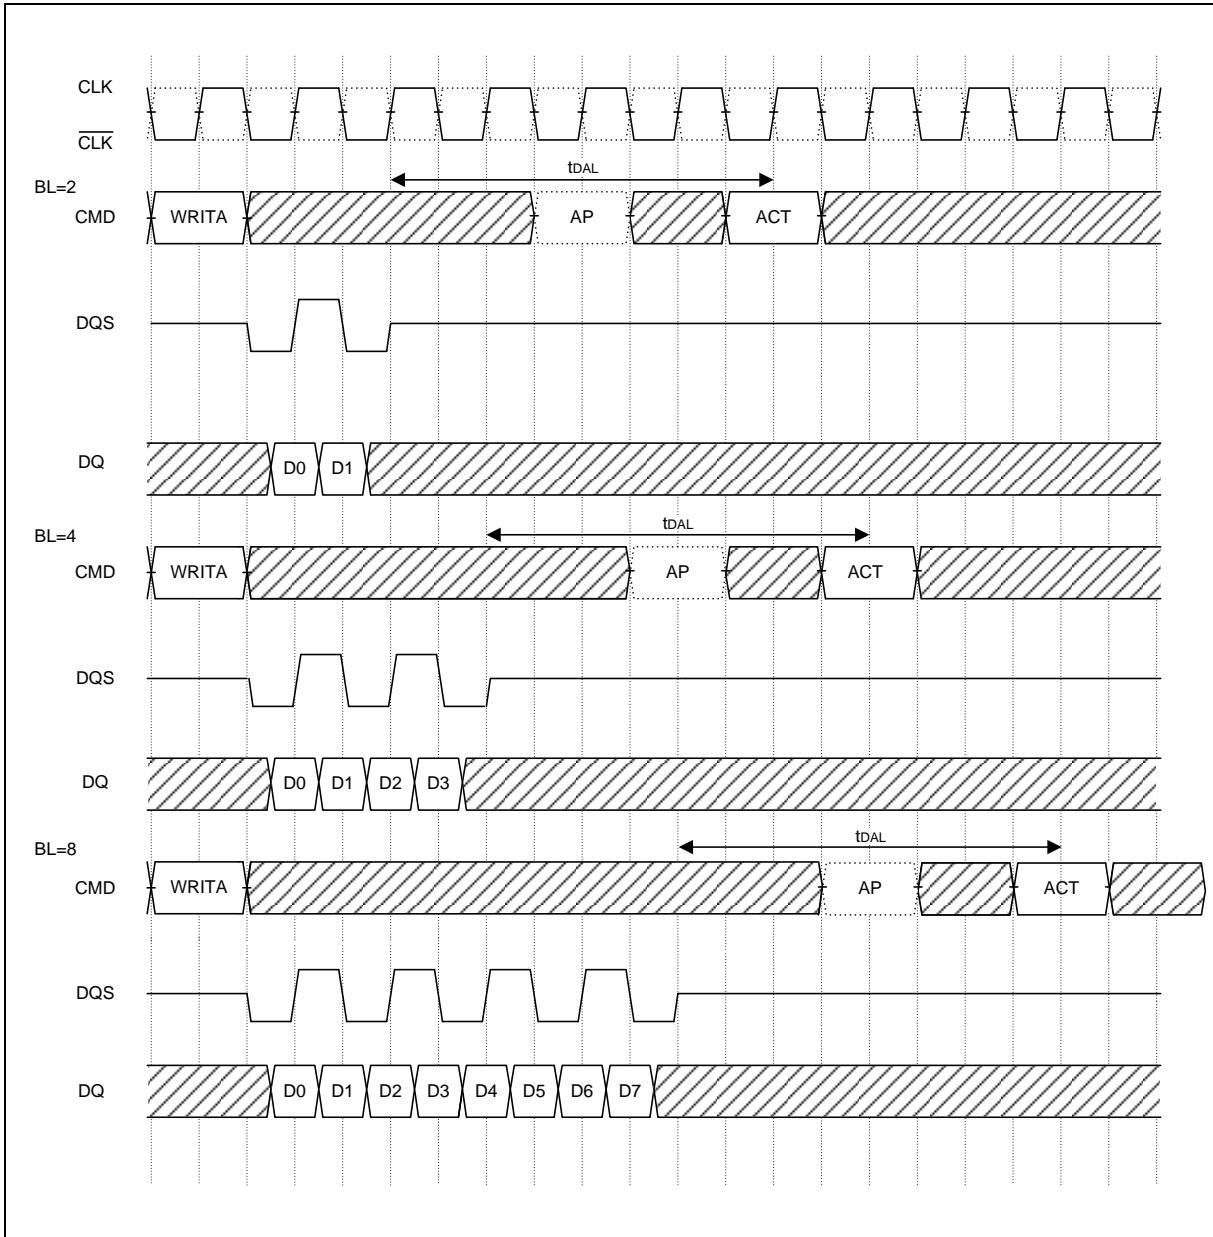 CLK
CLK
tDAL
BL=2
CMD WRITA AP ACT
DQS
DQ D0 D1
tDAL
BL=4
CMD WRITA AP ACT
DQS
DQ D0 D1 D2 D3
tDAL
BL=8
CMD WRITA AP ACT
DQS
DQ D0 D1 D2 D3 D4 D5 D6 D7